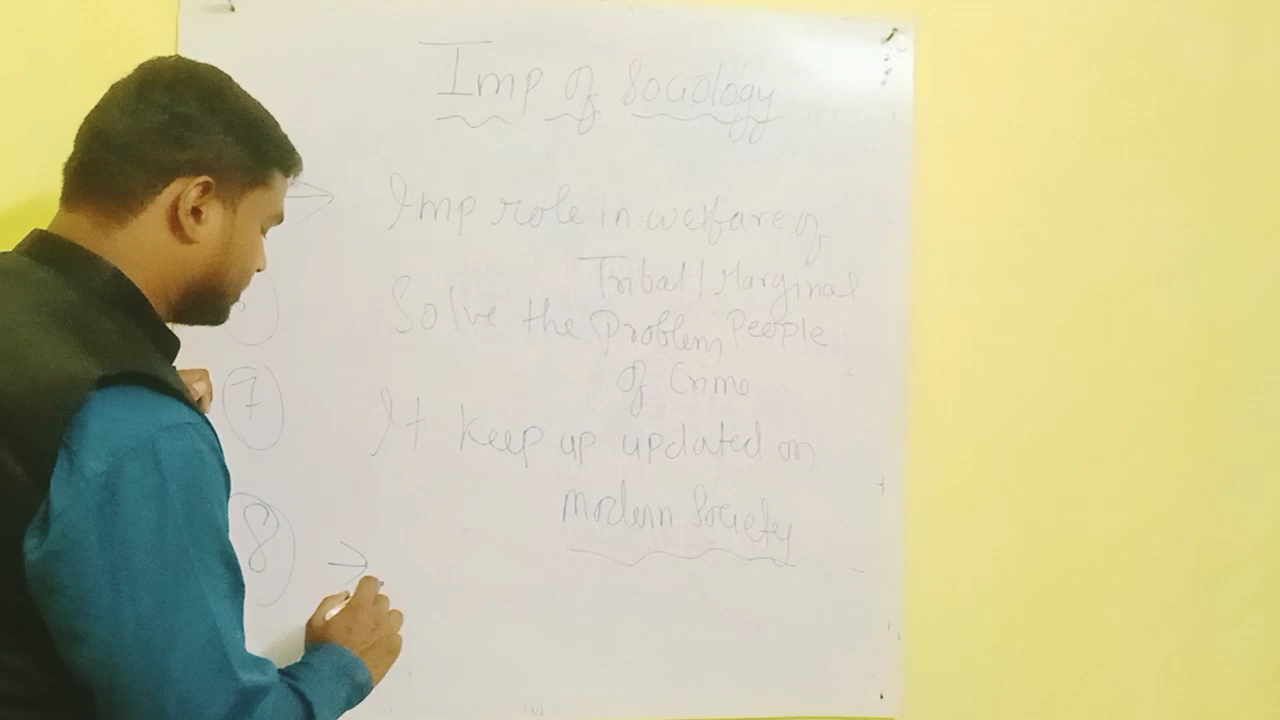 Imp of Sociology
→ Imp role in welfare of
Tribal / Marginal
People
Solve the Problem
of Crime
7 It keep up updated on
modern Society
8 →